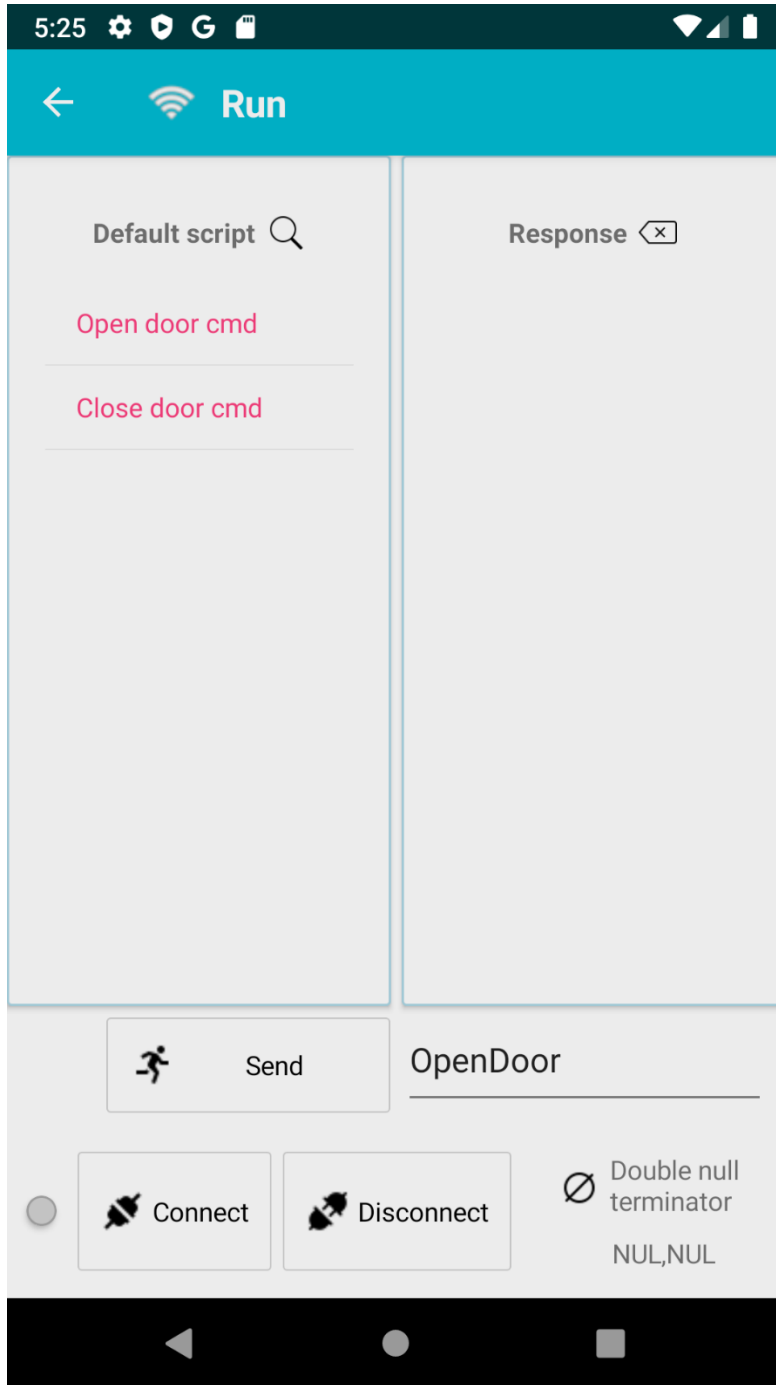 5:25
Run
Default script
Response
Open door cmd
Close door cmd
Send
OpenDoor
Connect
Disconnect
Double null
terminator
NUL,NUL